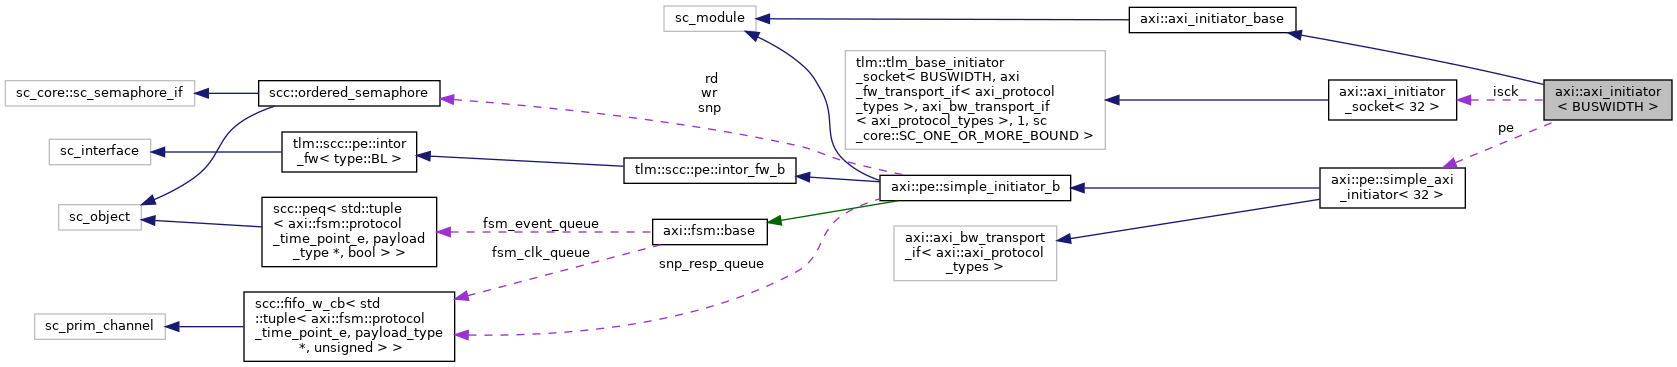 sc_module
axi::axi_initiator_base
tlm::tlm_base_initiator
_socket< BUSWIDTH, axi
_fw_transport_if< axi_protocol
_types >, axi_bw_transport_if
< axi_protocol_types >, 1, sc
_core::SC_ONE_OR_MORE_BOUND >
axi::axi_initiator
_socket< 32 >
isck
axi::axi_initiator
< BUSWIDTH >
pe
rd
wr
snp
sc_core::sc_semaphore_if
scc::ordered_semaphore
sc_interface
tlm::scc::pe::intor
_fw< type::BL >
tlm::scc::pe::intor_fw_b
axi::pe::simple_initiator_b
axi::pe::simple_axi
_initiator< 32 >
sc_object
scc::peq< std::tuple
< axi::fsm::protocol
_time_point_e, payload
_type *, bool > >
fsm_event_queue
axi::fsm::base
axi::axi_bw_transport
_if< axi::axi_protocol
_types >
fsm_clk_queue
snp_resp_queue
sc_prim_channel
scc::fifo_w_cb< std
::tuple< axi::fsm::protocol
_time_point_e, payload_type
*, unsigned > >